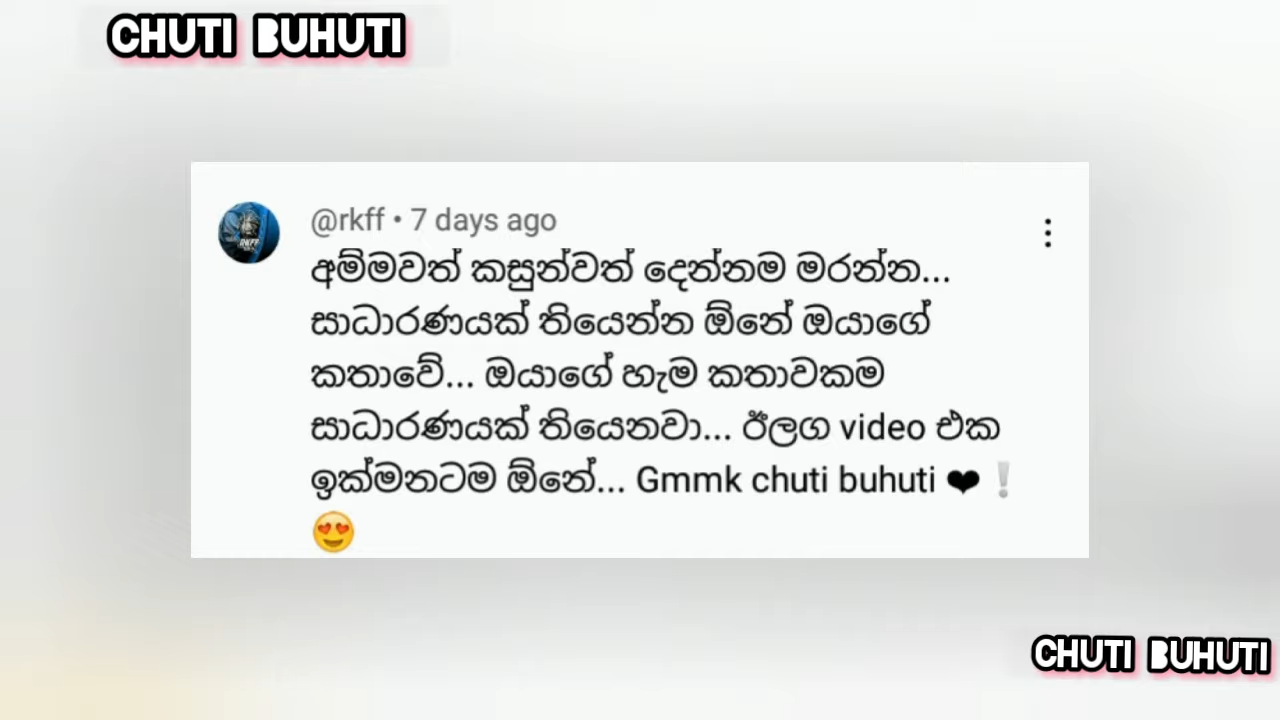 CHUTI BUHUTI
@rkff • 7 days ago
අම්මවත් කසුන්වත් දෙන්නම මරන්න...
සාධාරණයක් තියෙන්න ඕනේ ඔයාගේ
කතාවේ... ඔයාගේ හැම කතාවකම
සාධාරණයක් තියෙනවා... ඊලග video එක
ඉක්මනටම ඕනේ... Gmmk chuti buhuti ❤❕
😍
CHUTI BUHUTI